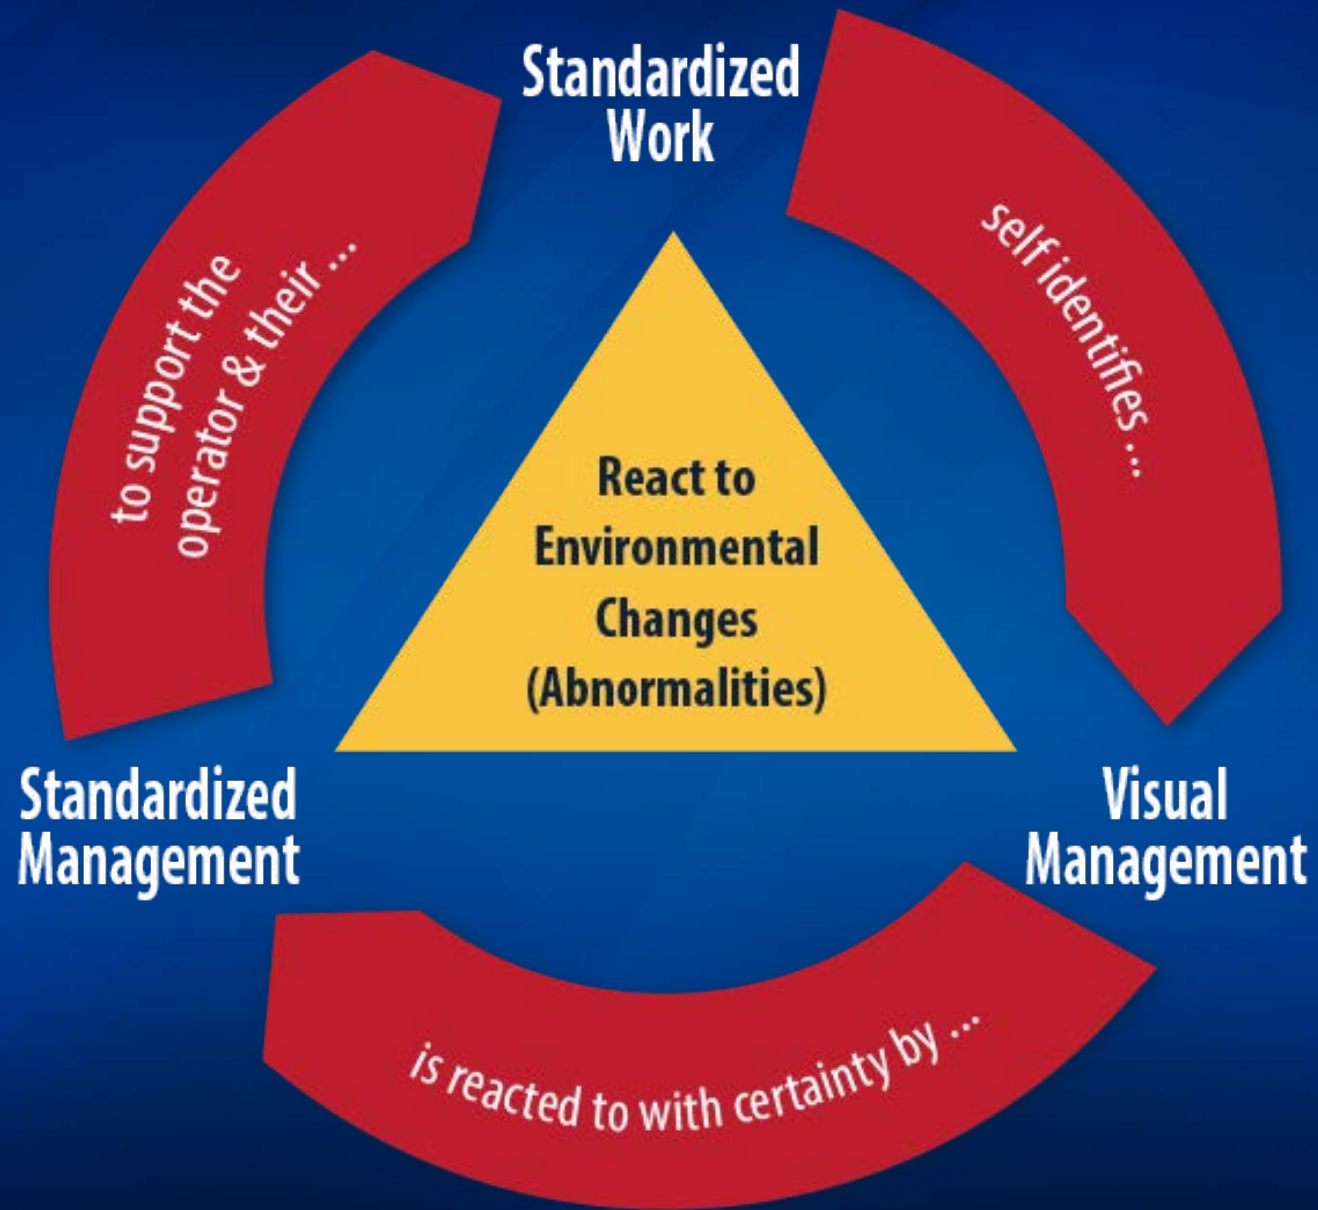 Standardized
Work
self identifies ...
Visual
Management
is reacted to with certainty by ...
Standardized
Management
to support the
operator & their ...
React to
Environmental
Changes
(Abnormalities)